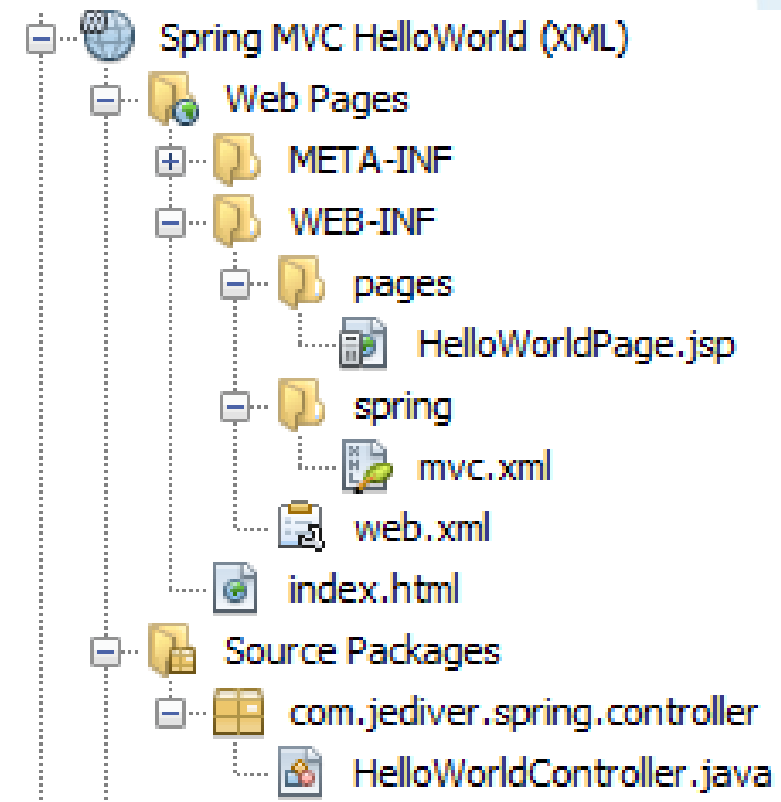 Spring MVC HelloWorld (XML)
Web Pages
META-INF
WEB-INF
pages
HelloWorldPage.jsp
spring
mvc.xml
web.xml
index.html
Source Packages
com.jediver.spring.controller
HelloWorldController.java